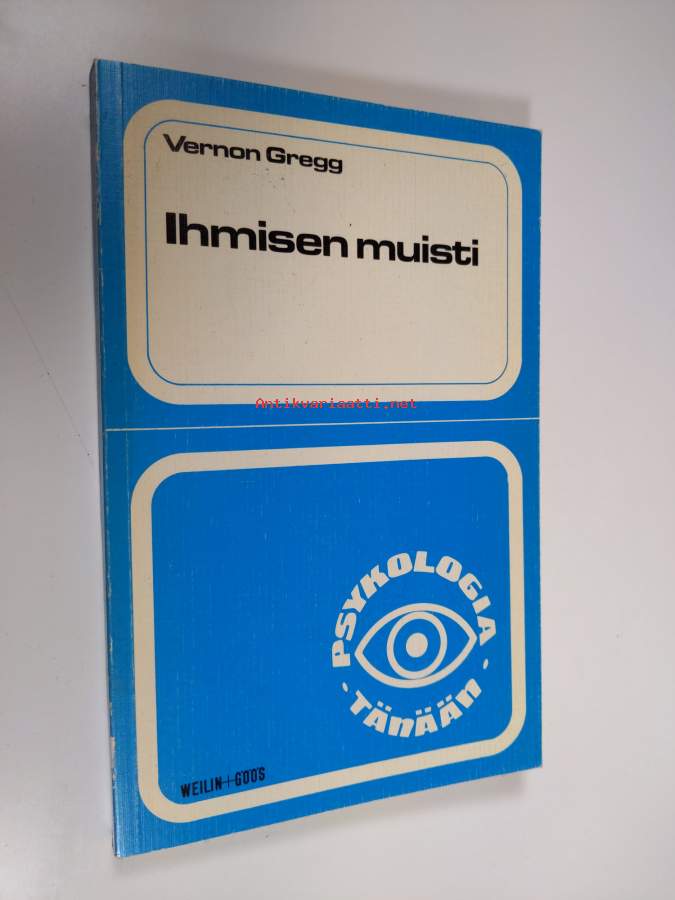 Vernon Gregg
Ihmisen muisti
Antikvariaatti.net
PSYKOLOGIA
· TÄNÄÄN ·
WEILIN+GÖÖS